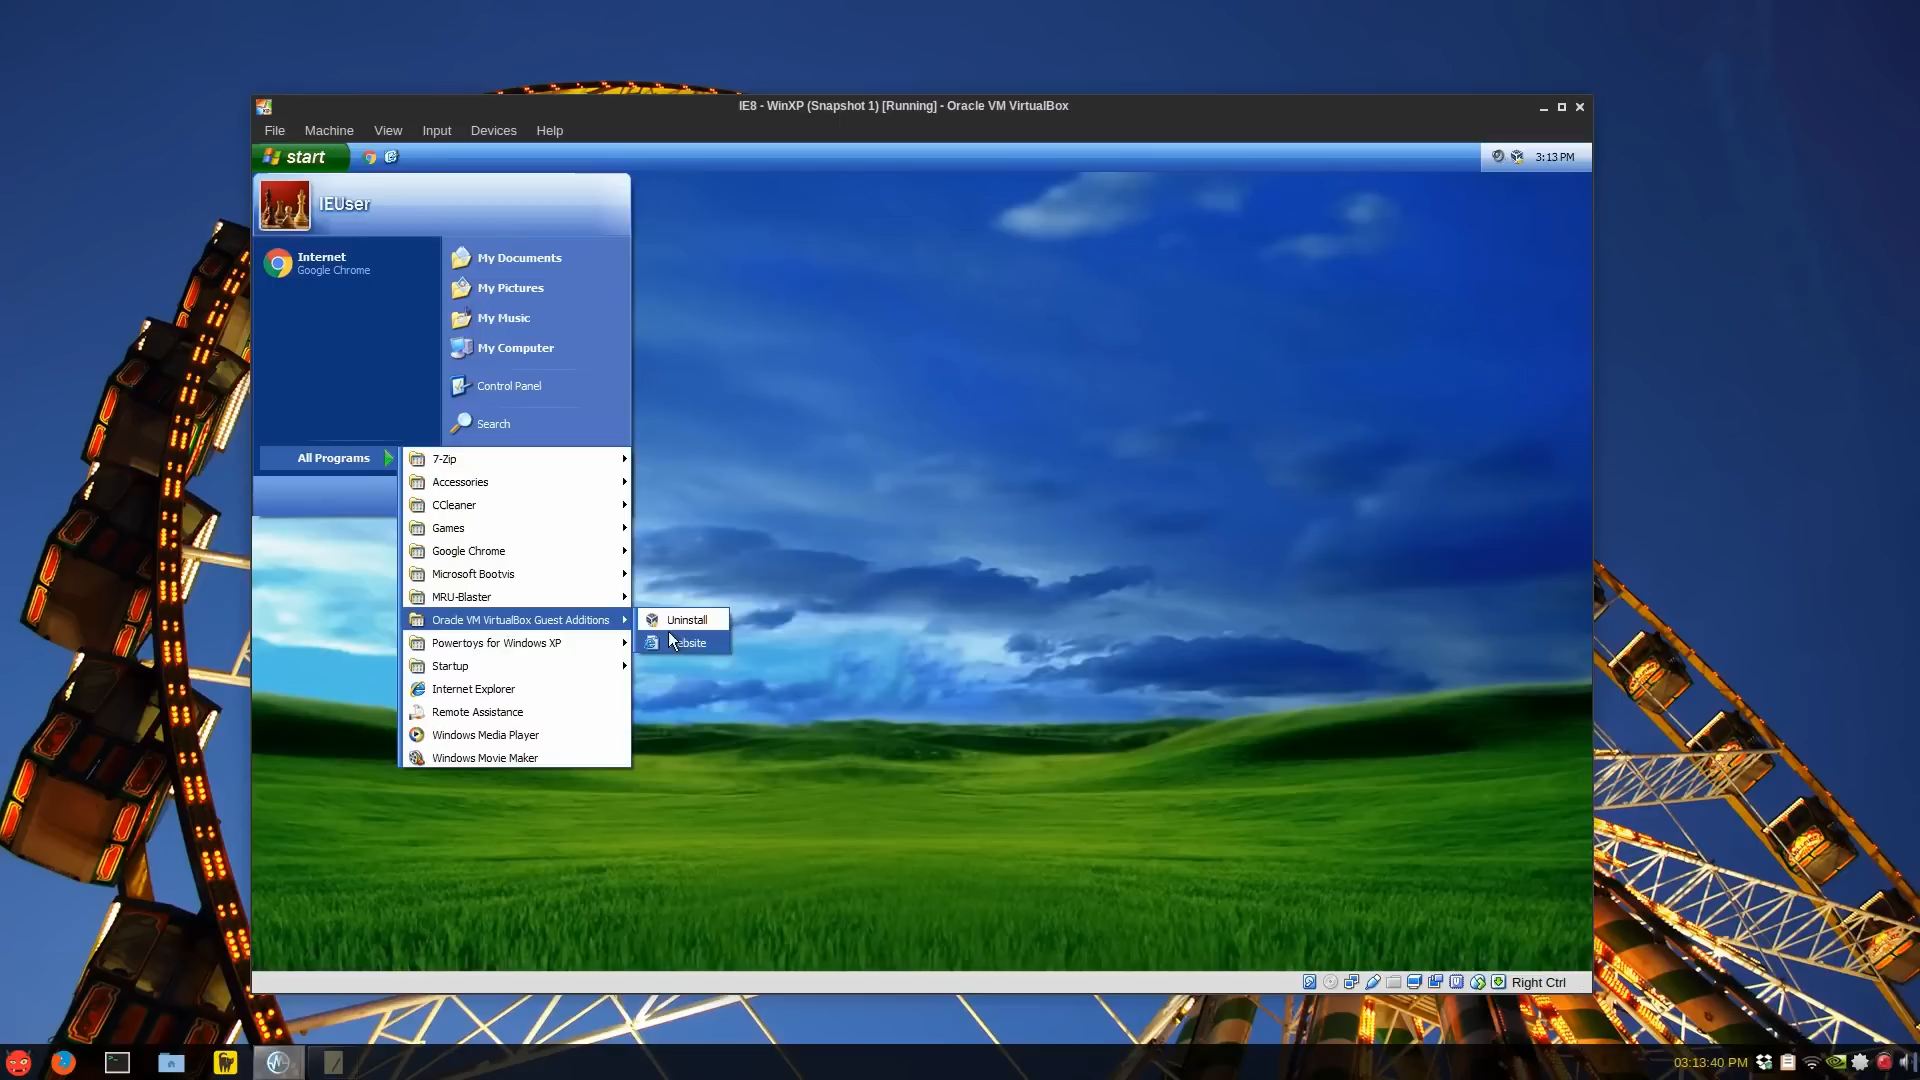 IE8 - WinXP (Snapshot 1) [Running] - Oracle VM VirtualBox
File Machine View Input Devices Help
start
3:13 PM
IEUser
Internet
Google Chrome
My Documents
My Pictures
My Music
My Computer
Control Panel
Search
All Programs
7-Zip
Accessories
CCleaner
Games
Google Chrome
Microsoft Bootvis
MRU-Blaster
Oracle VM VirtualBox Guest Additions
Uninstall
Powertoys for Windows XP
ebsite
Startup
Internet Explorer
Remote Assistance
Windows Media Player
Windows Movie Maker
Right Ctrl
03:13:40 PM